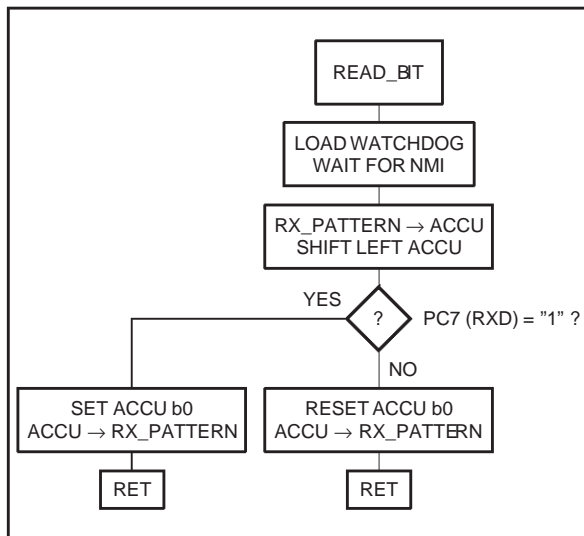 READ_BIT
LOAD WATCHDOG
WAIT FOR NMI
RX_PATTERN → ACCU
SHIFT LEFT ACCU
YES
?
PC7 (RXD) = ”1” ?
NO
SET ACCU b0
ACCU → RX_PATTERN
RESET ACCU b0
ACCU → RX_PATTERN
RET
RET